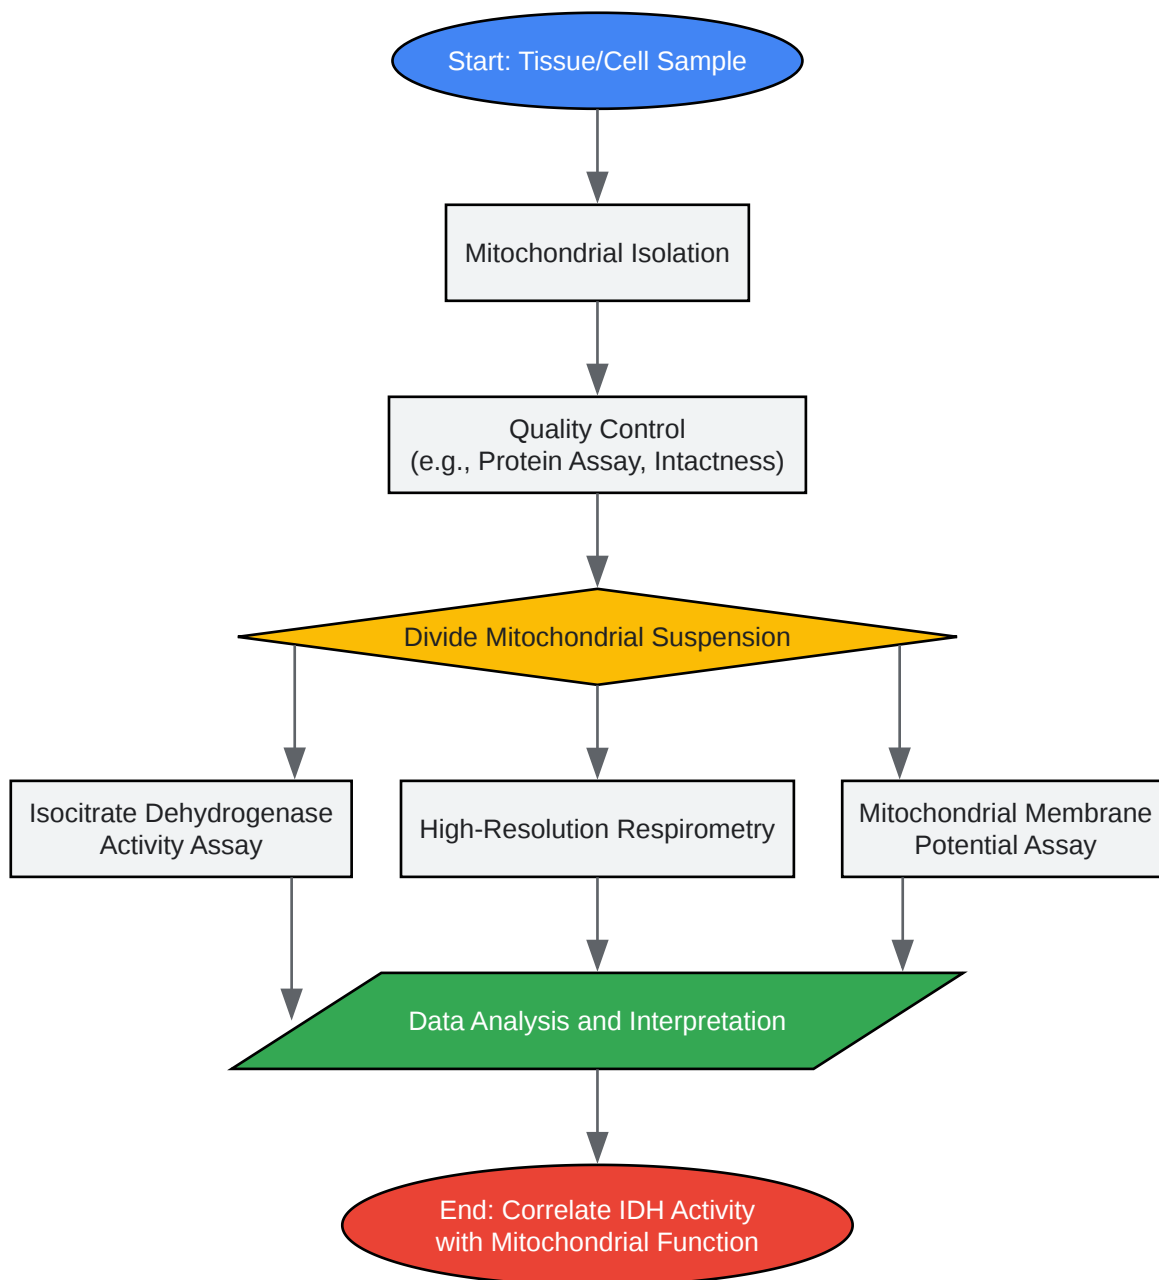 Start: Tissue/Cell Sample
Mitochondrial Isolation
Quality Control
(e.g., Protein Assay, Intactness)
Divide Mitochondrial Suspension
Isocitrate Dehydrogenase
Activity Assay
High-Resolution Respirometry
Mitochondrial Membrane
Potential Assay
Data Analysis and Interpretation
End: Correlate IDH Activity
with Mitochondrial Function